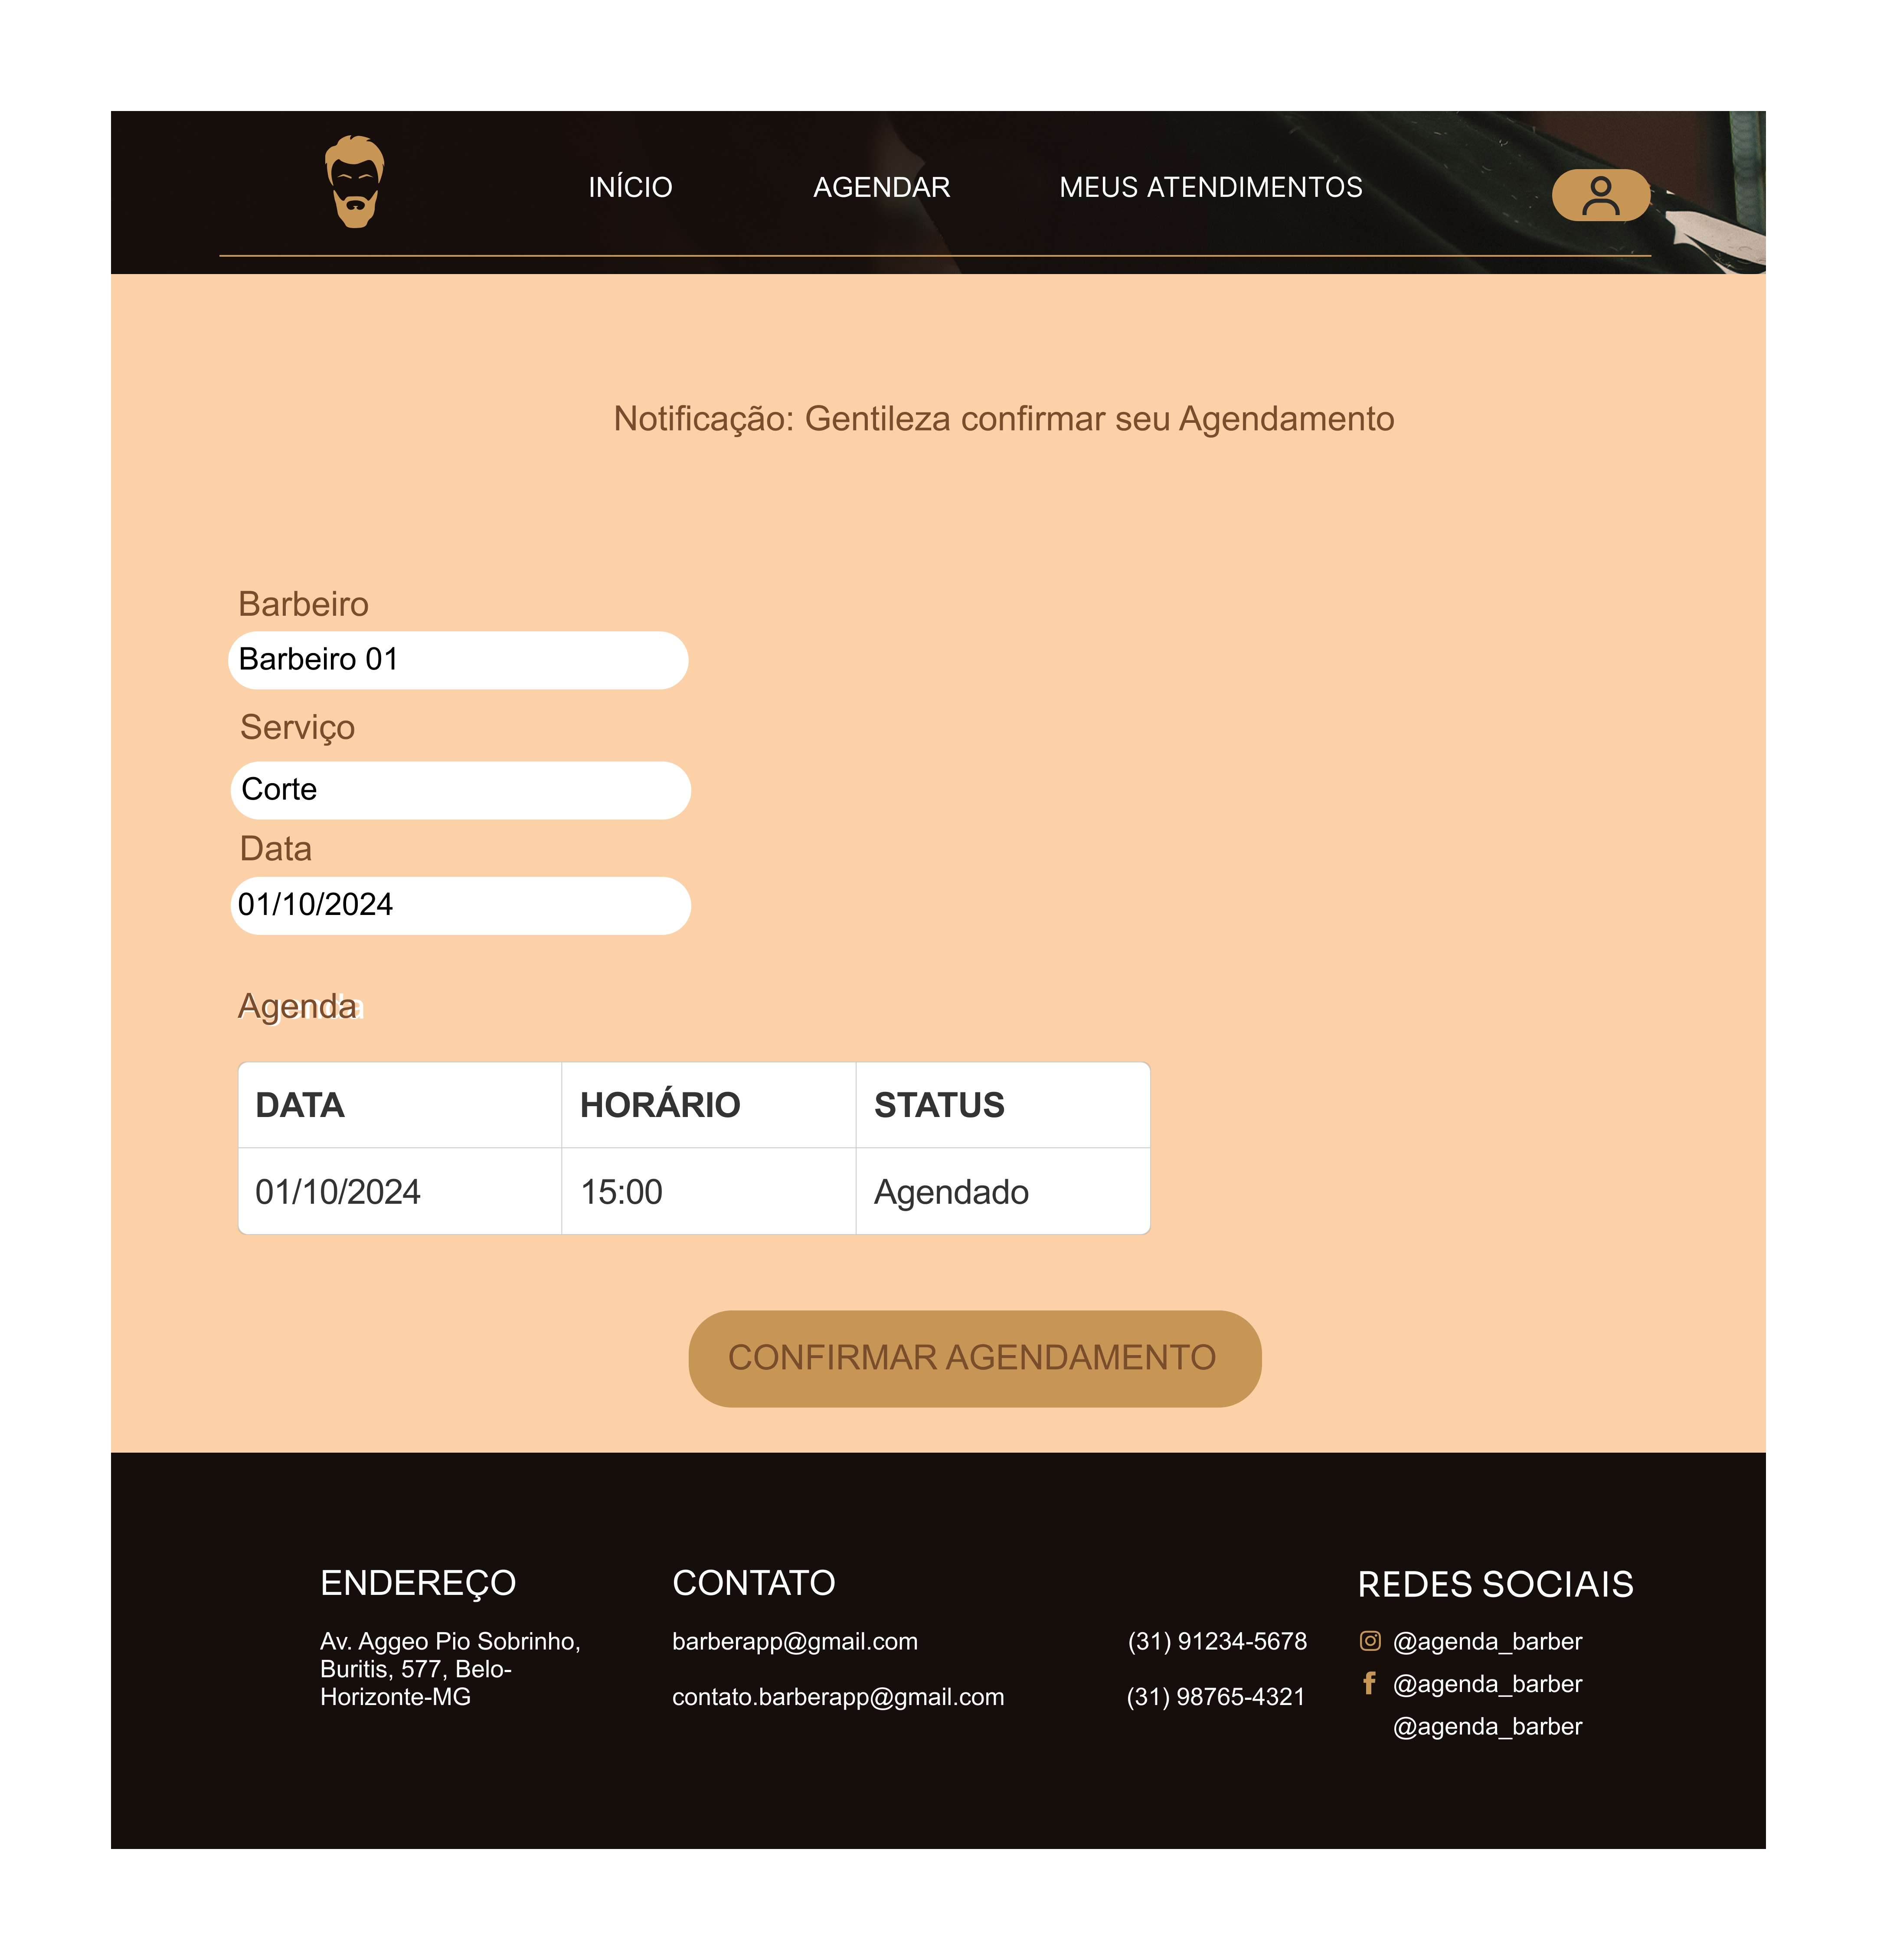 INÍCIO AGENDAR MEUS ATENDIMENTOS
Notificação: Gentileza confirmar seu Agendamento
Barbeiro
Barbeiro 01
Serviço
Corte
Data
01/10/2024
Agenda
DATA HORÁRIO STATUS
01/10/2024 15:00 Agendado
CONFIRMAR AGENDAMENTO
ENDEREÇO
Av. Aggeo Pio Sobrinho,
Buritis, 577, Belo-
Horizonte-MG
CONTATO
barberapp@gmail.com (31) 91234-5678
contato.barberapp@gmail.com (31) 98765-4321
REDES SOCIAIS
@agenda_barber
@agenda_barber
@agenda_barber